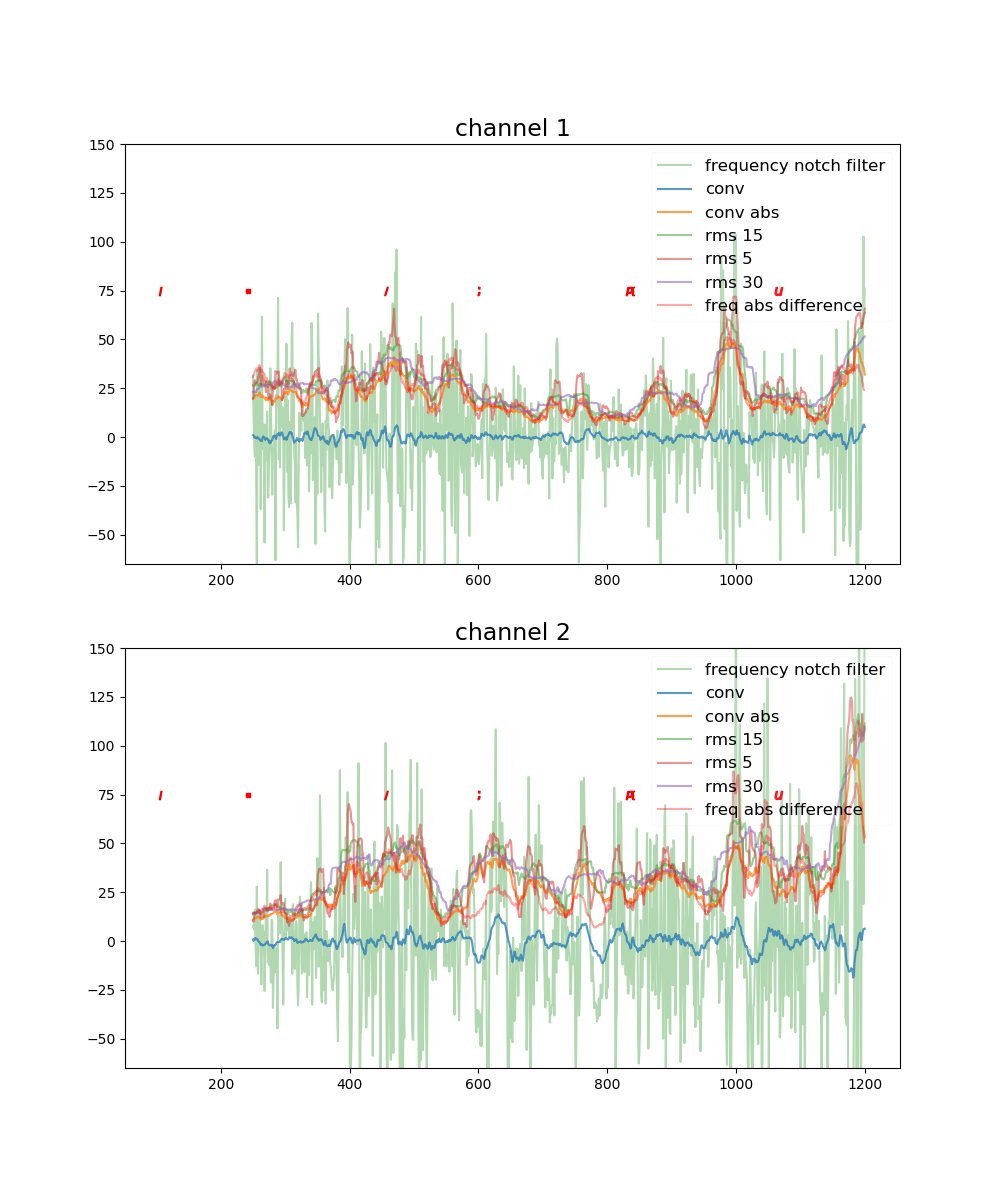 channel 1
150
125
100
75
50
25
0
−25
−50
200 400 600 800 1000 1200
frequency notch filter
conv
conv abs
rms 15
rms 5
rms 30
freq abs difference
;
u
channel 2
150
125
100
75
50
25
0
−25
−50
200 400 600 800 1000 1200
frequency notch filter
conv
conv abs
rms 15
rms 5
rms 30
freq abs difference
;
u